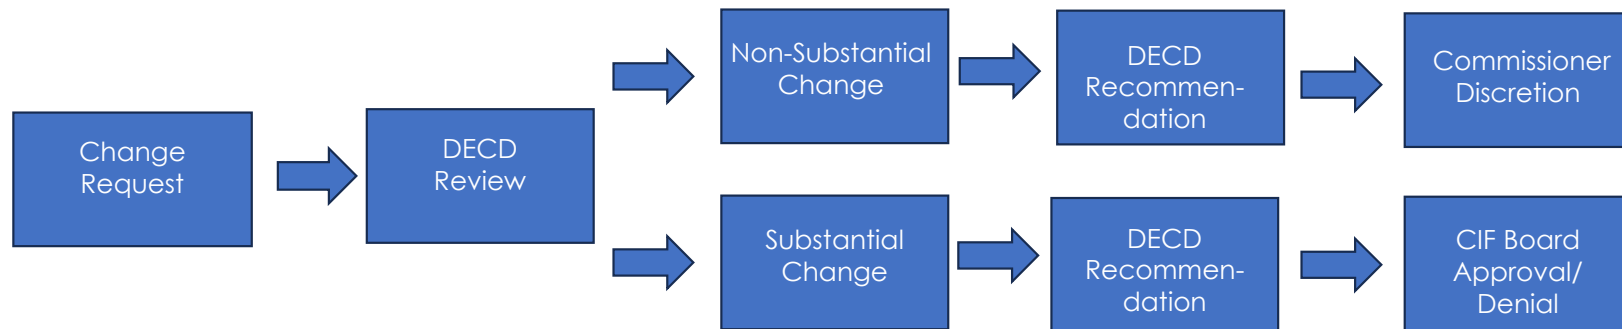 Change
Request
DECD
Review
Non-Substantial
Change
DECD
Recommen-
dation
Commissioner
Discretion
Substantial
Change
DECD
Recommen-
dation
CIF Board
Approval/
Denial